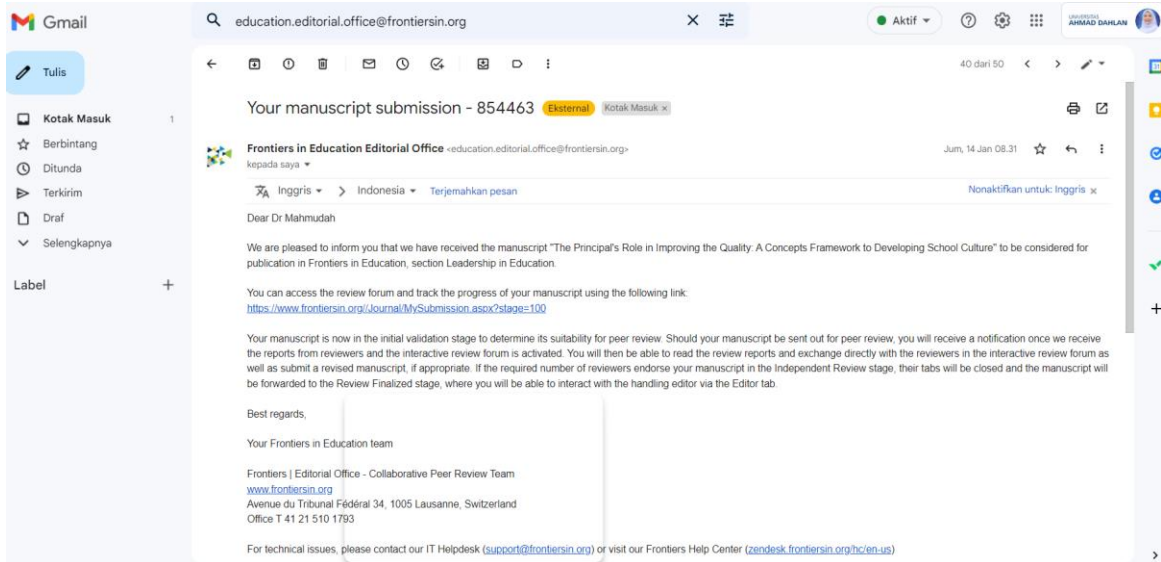 Gmail
education.editorial.office@frontiersin.org
Aktif
UNIVERSITAS
AHMAD DAHLAN
Tulis
40 dari 50
Kotak Masuk 1
Berbintang
Ditunda
Terkirim
Draf
Selengkapnya
Label
Your manuscript submission - 854463 Eksternal Kotak Masuk x
Frontiers in Education Editorial Office <education.editorial.office@frontiersin.org> Jum, 14 Jan 08.31
kepada saya
Inggris > Indonesia Terjemahkan pesan Nonaktifkan untuk: Inggris x
Dear Dr Mahmudah
We are pleased to inform you that we have received the manuscript "The Principal's Role in Improving the Quality: A Concepts Framework to Developing School Culture" to be considered for
publication in Frontiers in Education, section Leadership in Education.
You can access the review forum and track the progress of your manuscript using the following link:
https://www.frontiersin.org//Journal/MySubmission.aspx?stage=100
Your manuscript is now in the initial validation stage to determine its suitability for peer review. Should your manuscript be sent out for peer review, you will receive a notification once we receive
the reports from reviewers and the interactive review forum is activated. You will then be able to read the review reports and exchange directly with the reviewers in the interactive review forum as
well as submit a revised manuscript, if appropriate. If the required number of reviewers endorse your manuscript in the Independent Review stage, their tabs will be closed and the manuscript will
be forwarded to the Review Finalized stage, where you will be able to interact with the handling editor via the Editor tab.
Best regards,
Your Frontiers in Education team
Frontiers | Editorial Office - Collaborative Peer Review Team
www.frontiersin.org
Avenue du Tribunal Fédéral 34, 1005 Lausanne, Switzerland
Office T 41 21 510 1793
For technical issues, please contact our IT Helpdesk (support@frontiersin.org) or visit our Frontiers Help Center (zendesk.frontiersin.org/hc/en-us)